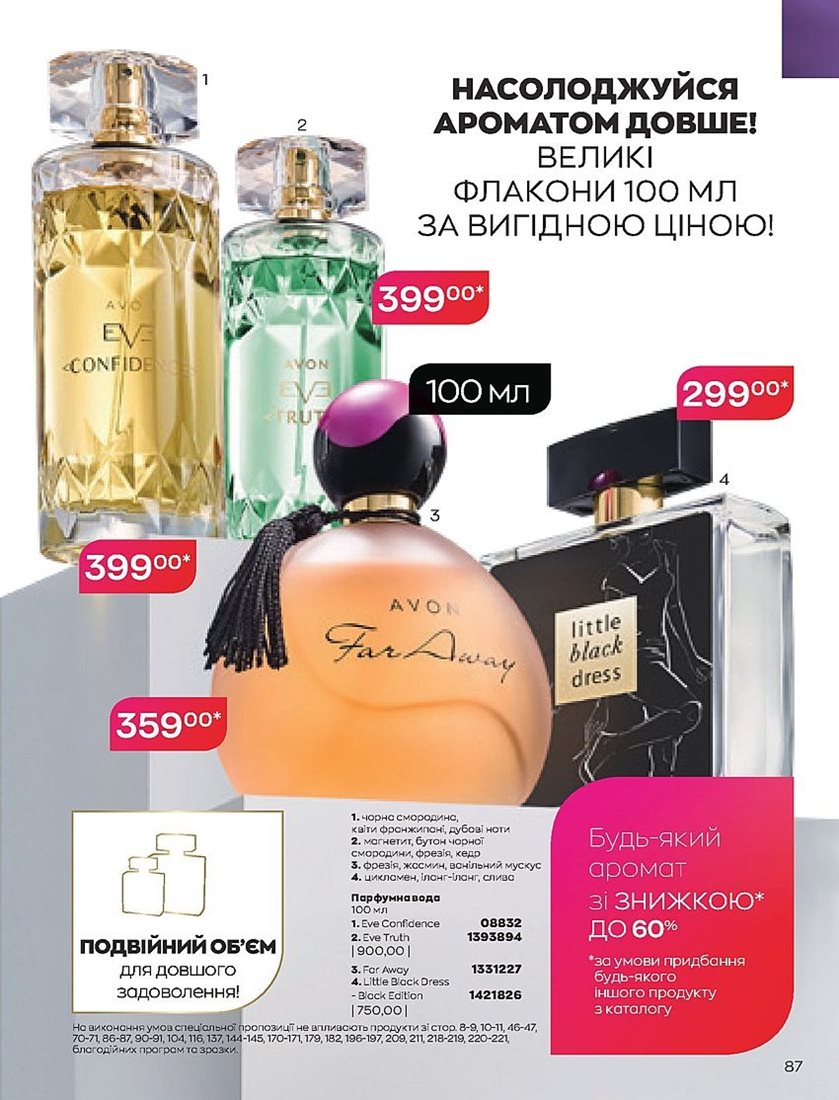 1
2
НАСОЛОДЖУЙСЯ
АРОМАТОМ ДОВШЕ!
ВЕЛИКІ
ФЛАКОНИ 100 МЛ
ЗА ВИГІДНОЮ ЦІНОЮ!
399⁰⁰*
AVON
EVE
CONFIDENCE
AVON
EVE
TRUTH
100 МЛ
299⁰⁰*
3
4
399⁰⁰*
AVON
Far Away
little
black
dress
359⁰⁰*
1. чорна смородина,
квіти франжипані, дубові ноти
2. магнетит, бутон чорної
смородини, фрезія, кедр
3. фрезія, жасмин, ванільний мускус
4. цикламен, іланг-іланг, слива
Парфумна вода
100 мл
1. Eve Confidence 08832
2. Eve Truth 1393894
| 900,00 |
3. Far Away 1331227
4. Little Black Dress
- Black Edition 1421826
| 750,00 |
ПОДВІЙНИЙ ОБ'ЄМ
для довшого
задоволення!
Будь-який
аромат
зі ЗНИЖКОЮ*
ДО 60%
*за умови придбання
будь-якого
іншого продукту
з каталогу
На виконання умов спеціальної пропозиції не впливають продукти зі стор. 8-9, 10-11, 46-47,
70-71, 86-87, 90-91, 104, 116, 137, 144-145, 170-171, 179, 182, 196-197, 209, 211, 218-219, 220-221,
благодійних програм та зразки.
87